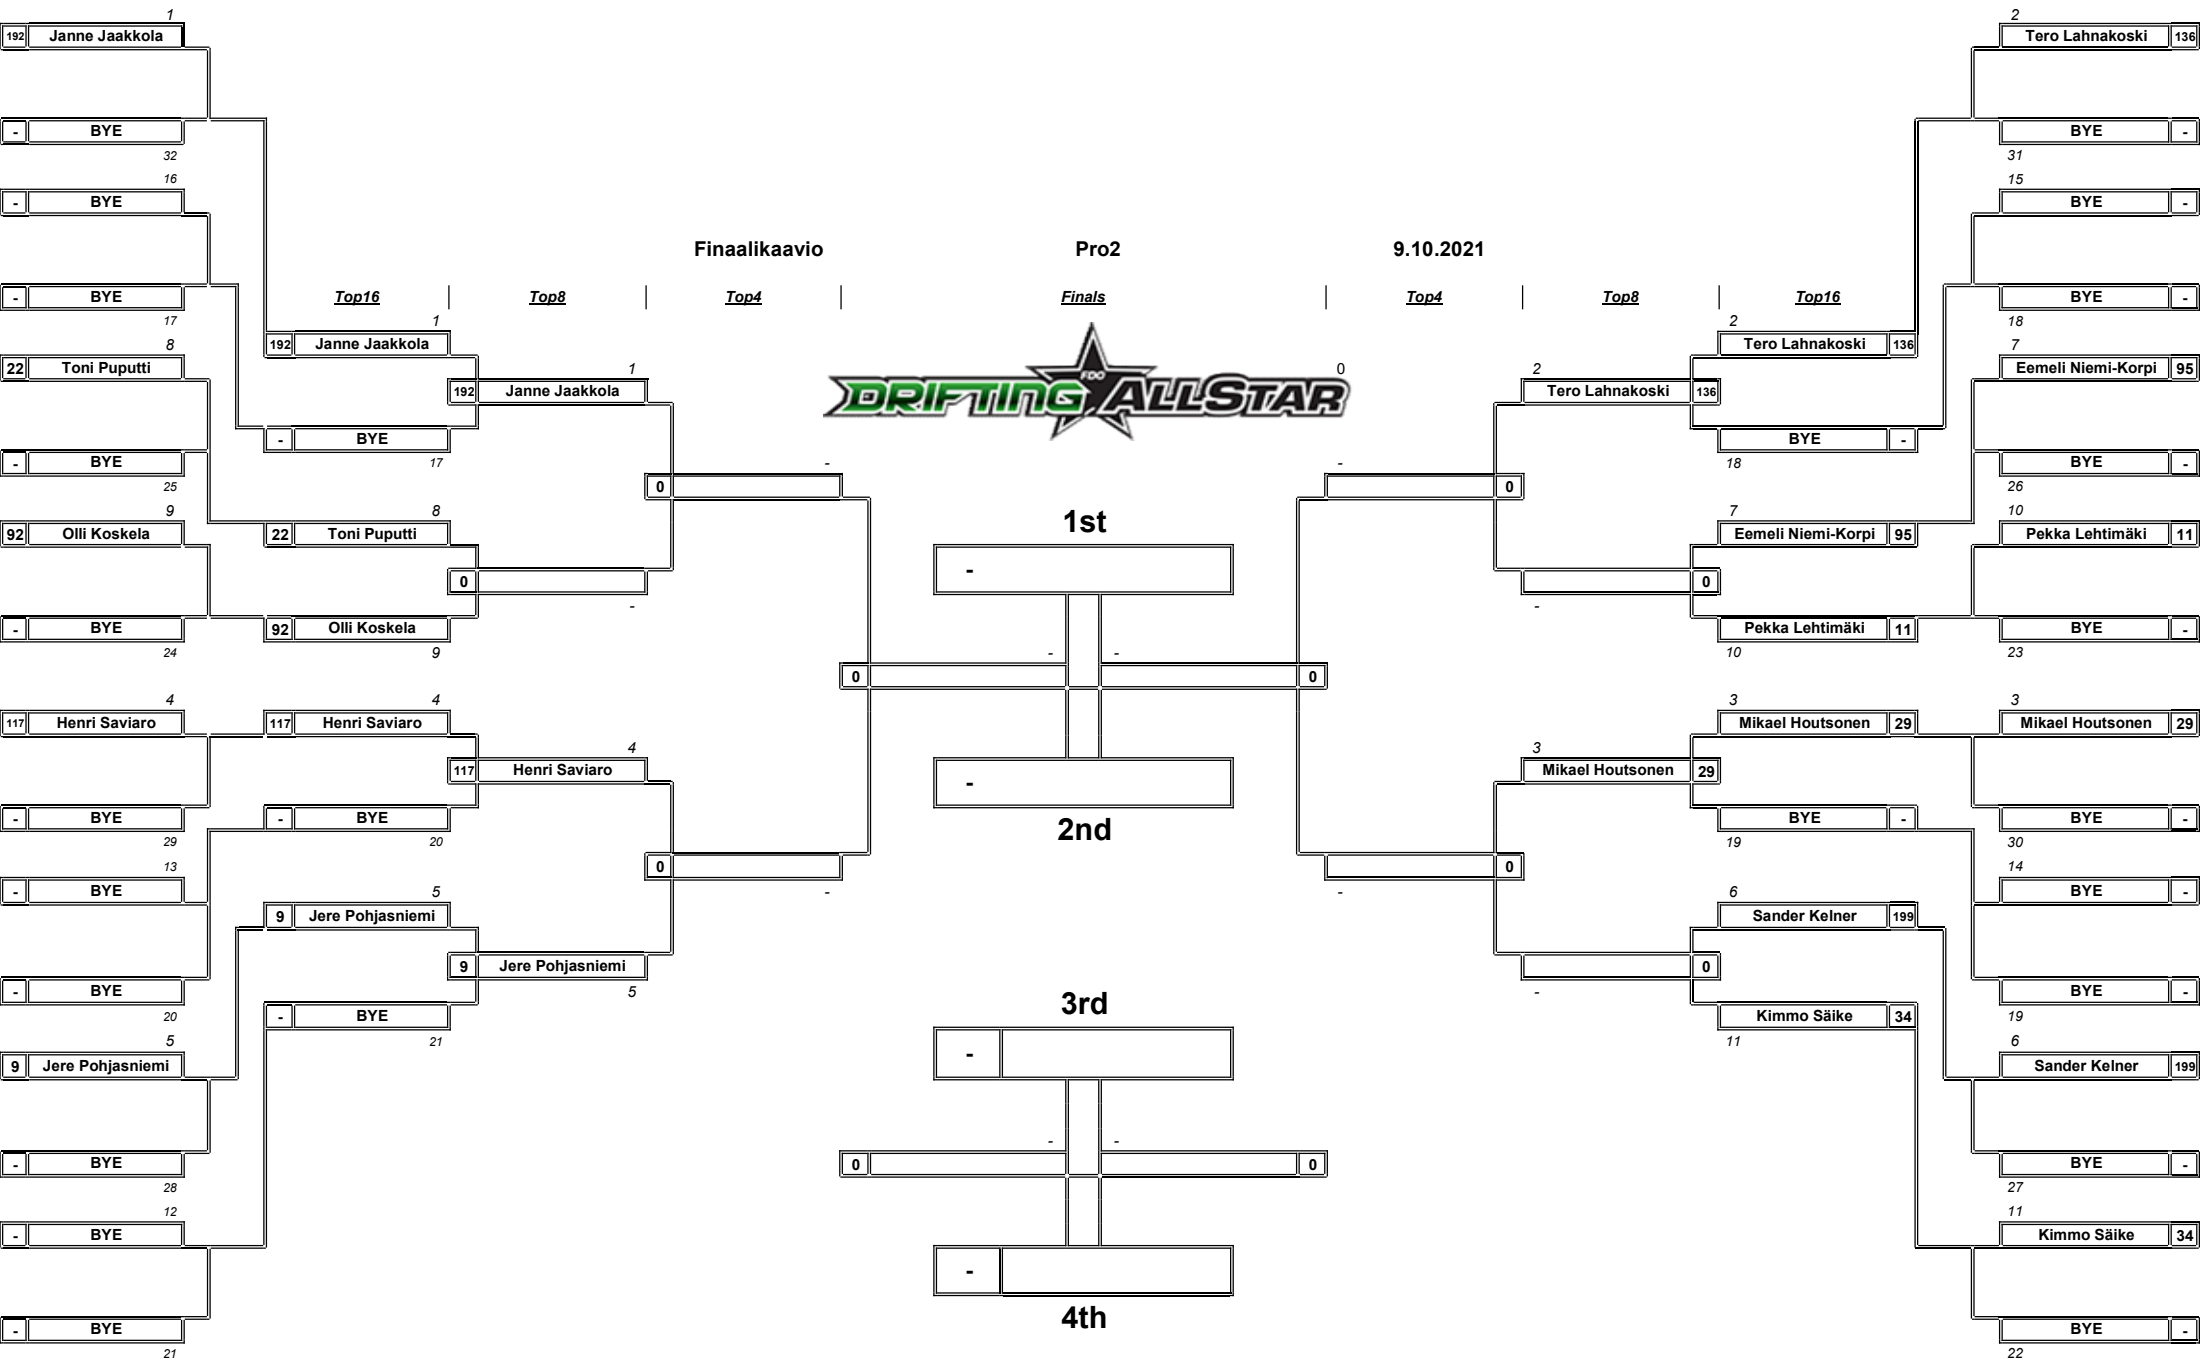 1 2
192 Janne Jaakkola Tero Lahnakoski 136
- BYE BYE -
32 31
16 15
- BYE BYE -
Finaalikaavio Pro2 9.10.2021
- BYE Top16 Top8 Top4 Finals Top4 Top8 Top16 BYE -
17 1 2 18
192 Janne Jaakkola Tero Lahnakoski 136
8 7
22 Toni Puputti 1 DRIFTING FDO ALLSTAR 0 2 Eemeli Niemi-Korpi 95
192 Janne Jaakkola Tero Lahnakoski 136
- BYE BYE -
17 18
- BYE - - BYE -
25 0 0 26
9 8 7 10
92 Olli Koskela 22 Toni Puputti 1st Eemeli Niemi-Korpi 95 Pekka Lehtimäki 11
0 - 0
- -
- BYE 92 Olli Koskela Pekka Lehtimäki 11 BYE -
24 9 - - 10 23
0 0
4 4 3 3
117 Henri Saviaro 117 Henri Saviaro Mikael Houtsonen 29 Mikael Houtsonen 29
4 3
117 Henri Saviaro - Mikael Houtsonen 29
- BYE - BYE 2nd BYE - BYE -
29 20 19 30
13 0 0 14
- BYE 5 - - 6 BYE -
9 Jere Pohjasniemi Sander Kelner 199
9 Jere Pohjasniemi 0
- BYE 5 3rd - BYE -
20 - BYE Kimmo Säike 34 19
5 21 11 6
9 Jere Pohjasniemi - Sander Kelner 199
- -
- BYE 0 0 BYE -
28 27
12 11
- BYE Kimmo Säike 34
-
4th
- BYE BYE -
21 22